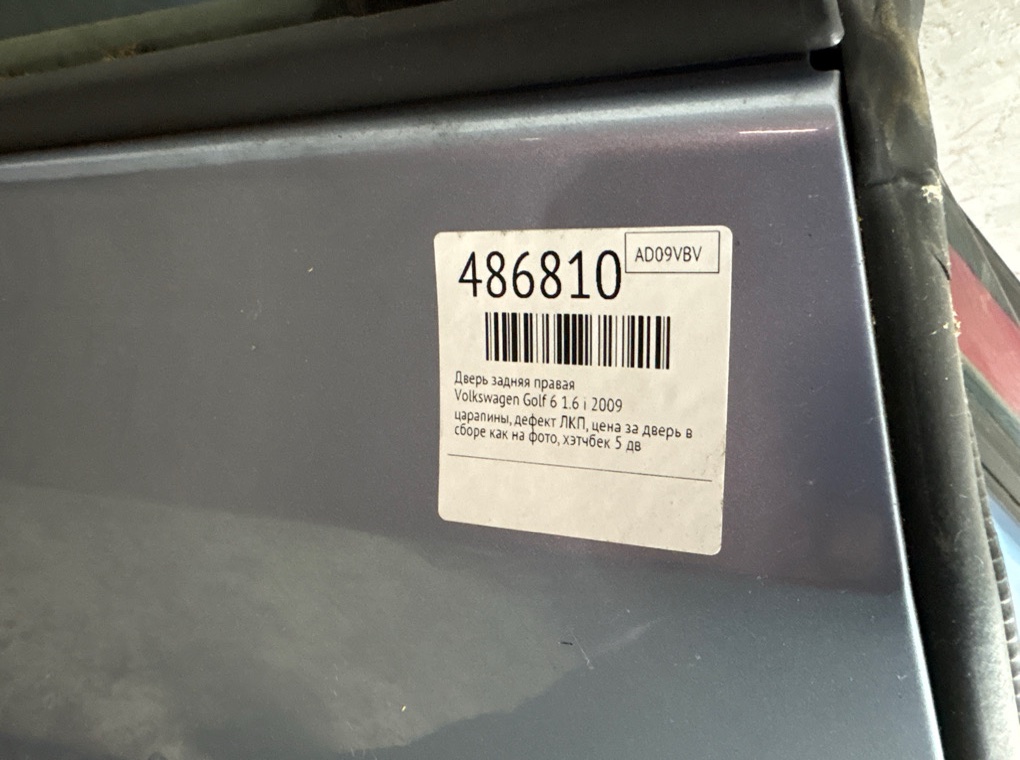 486810
AD09VBV
Дверь задняя правая
Volkswagen Golf 6 1.6 i 2009
царапины, дефект ЛКП, цена за дверь в
сборе как на фото, хэтчбек 5 дв